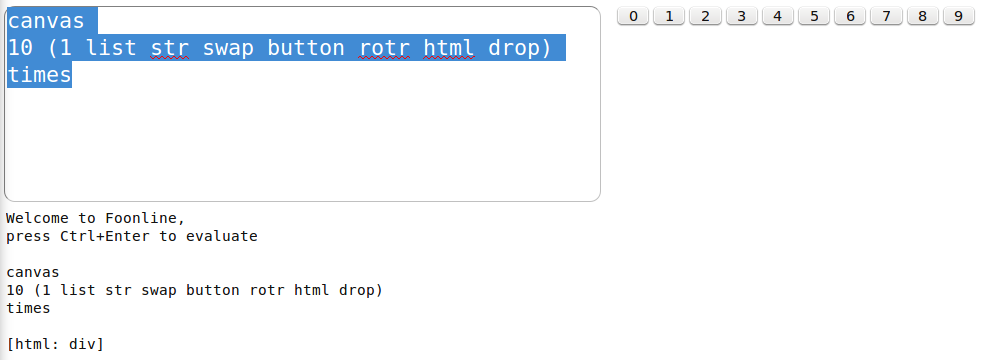 canvas
10 (1 list str swap button rotr html drop)
times
0 1 2 3 4 5 6 7 8 9
Welcome to Foonline,
press Ctrl+Enter to evaluate
canvas
10 (1 list str swap button rotr html drop)
times
[html: div]